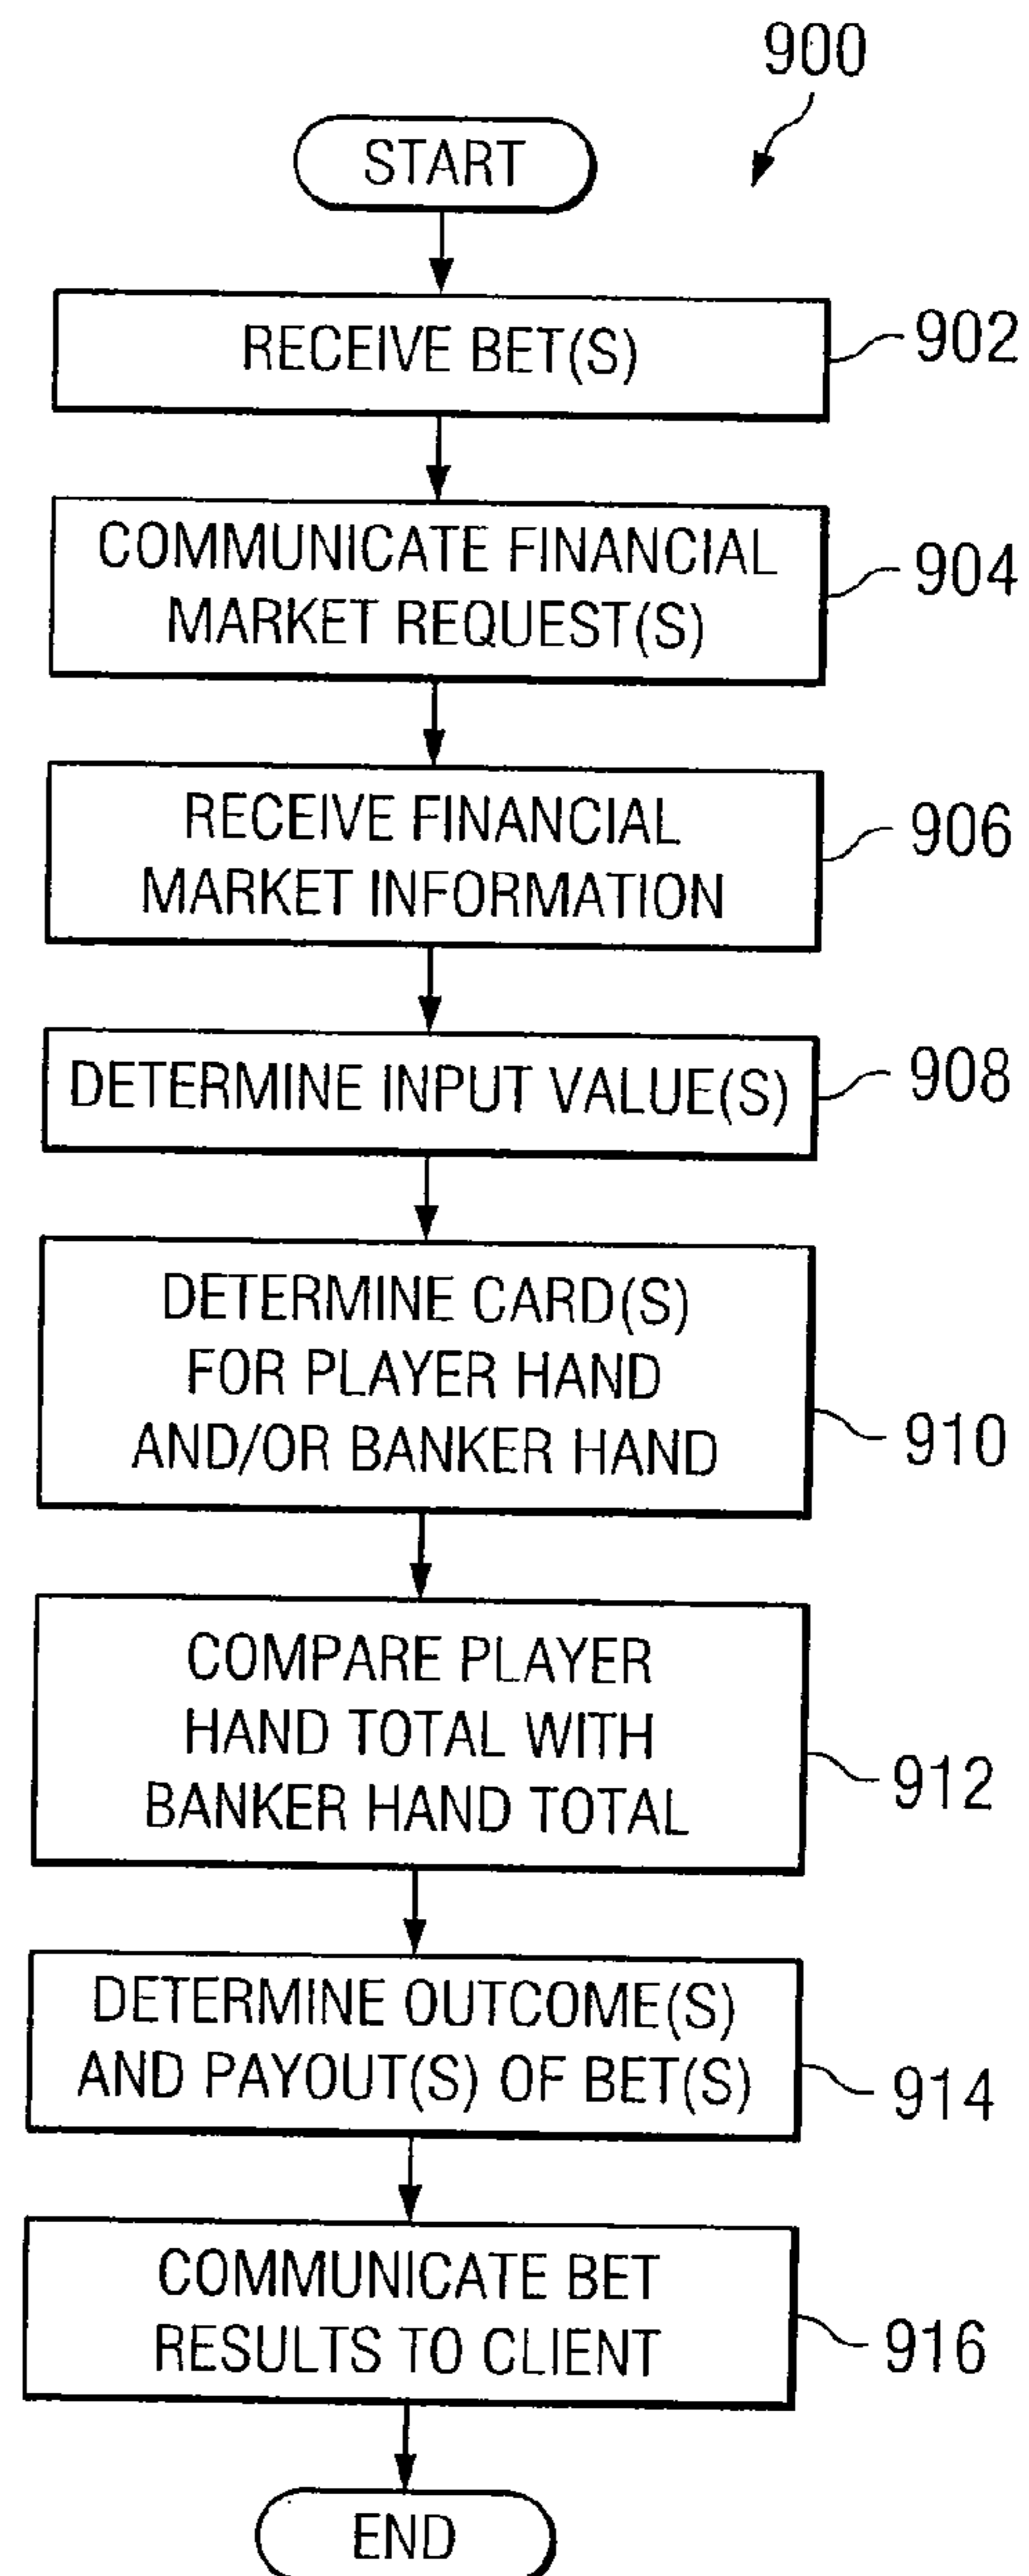 900
START
RECEIVE BET(S)
902
COMMUNICATE FINANCIAL
MARKET REQUEST(S)
904
RECEIVE FINANCIAL
MARKET INFORMATION
906
DETERMINE INPUT VALUE(S)
908
DETERMINE CARD(S)
FOR PLAYER HAND
AND/OR BANKER HAND
910
COMPARE PLAYER
HAND TOTAL WITH
BANKER HAND TOTAL
912
DETERMINE OUTCOME(S)
AND PAYOUT(S) OF BET(S)
914
COMMUNICATE BET
RESULTS TO CLIENT
916
END